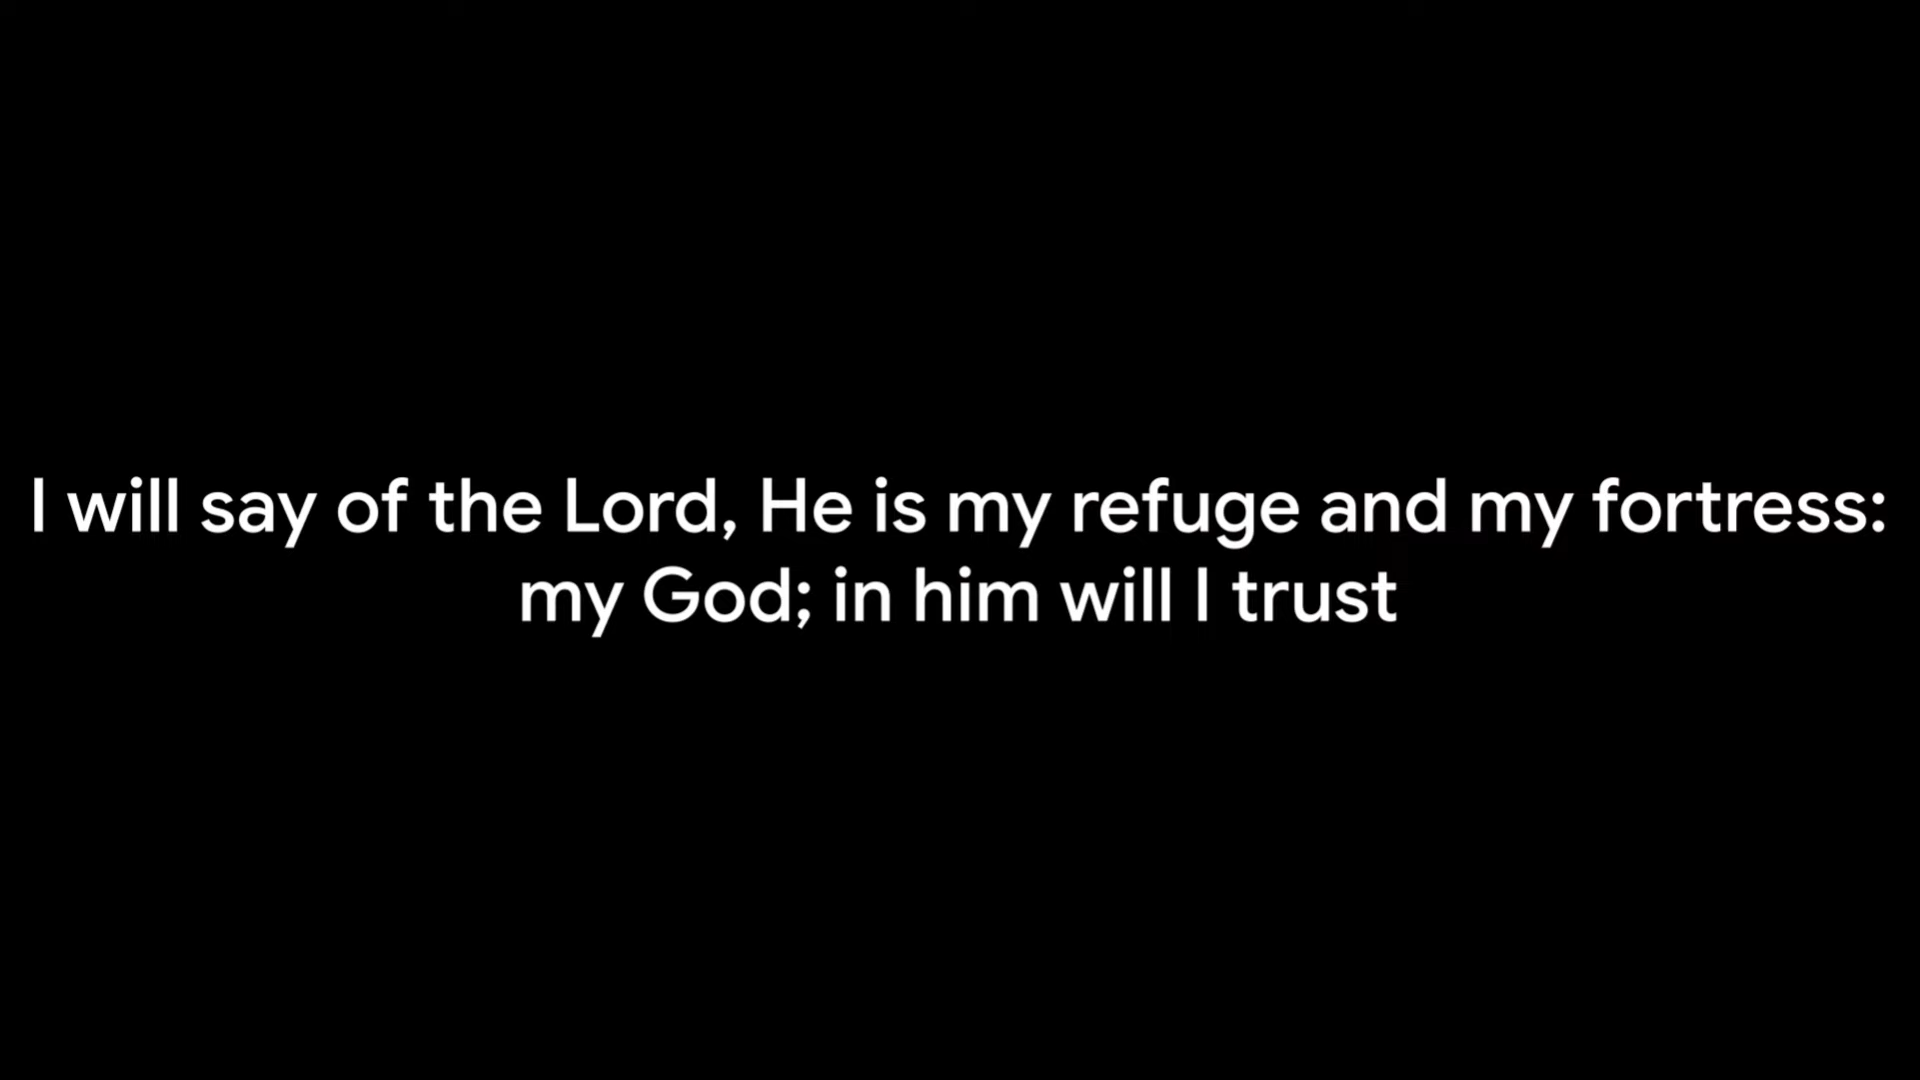 I will say of the Lord, He is my refuge and my fortress:
my God; in him will I trust